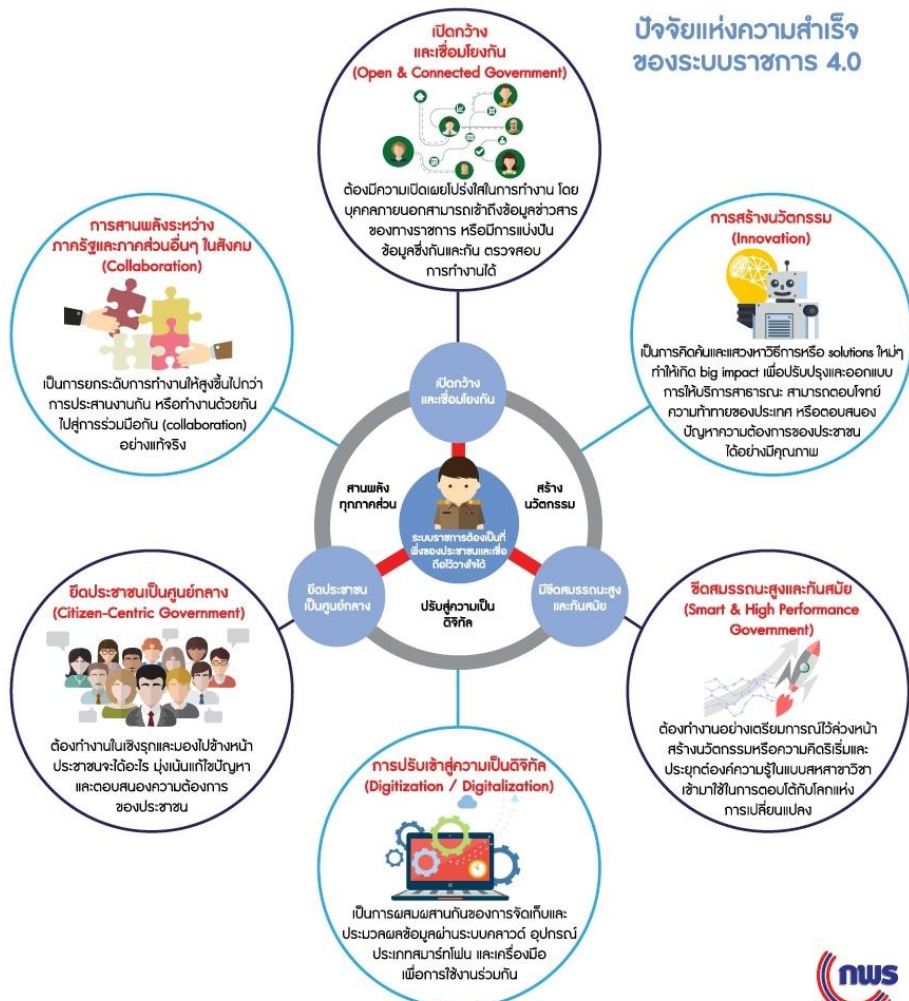 ปัจจัยแห่งความสำเร็จ
ของระบบราชการ 4.0
เปิดกว้าง
และเชื่อมโยงกัน
(Open & Connected Government)
ต้องมีความเปิดเผยโปร่งใสในการทำงาน โดย
บุคคลภายนอกสามารถเข้าถึงข้อมูลข่าวสาร
ของทางราชการ หรือมีการแบ่งปัน
ข้อมูลซึ่งกันและกัน ตรวจสอบ
การทำงานได้
การสานพลังระหว่าง
ภาครัฐและภาคส่วนอื่นๆ ในสังคม
(Collaboration)
เป็นการยกระดับการทำงานให้สูงขึ้นไปกว่า
การประสานงานกัน หรือทำงานด้วยกัน
ไปสู่การร่วมมือกัน (collaboration)
อย่างแท้จริง
การสร้างนวัตกรรม
(Innovation)
เป็นการคิดค้นและแสวงหาวิธีการหรือ solutions ใหม่ๆ
ทำให้เกิด big impact เพื่อปรับปรุงและออกแบบ
การให้บริการสาธารณะ สามารถตอบโจทย์
ความท้าทายของประเทศ หรือตอบสนอง
ปัญหาความต้องการของประชาชน
ได้อย่างมีคุณภาพ
เปิดกว้าง
และเชื่อมโยงกัน
สานพลัง
ทุกภาคส่วน
สร้าง
นวัตกรรม
ระบบราชการต้องเป็นที่
พึ่งของประชาชนและเชื่อ
ถือไว้วางใจได้
ยึดประชาชน
เป็นศูนย์กลาง
ปรับสู่ความเป็น
ดิจิทัล
มีขีดสมรรถนะสูง
และทันสมัย
ยึดประชาชนเป็นศูนย์กลาง
(Citizen-Centric Government)
ต้องทำงานในเชิงรุกและมองไปข้างหน้า
ประชาชนจะได้อะไร มุ่งเน้นแก้ไขปัญหา
และตอบสนองความต้องการ
ของประชาชน
ขีดสมรรถนะสูงและทันสมัย
(Smart & High Performance
Government)
ต้องทำงานอย่างเตรียมการณ์ไว้ล่วงหน้า
สร้างนวัตกรรมหรือความคิดริเริ่มและ
ประยุกต์องค์ความรู้ในแบบสหสาขาวิชา
เข้ามาใช้ในการตอบโต้กับโลกแห่ง
การเปลี่ยนแปลง
การปรับเข้าสู่ความเป็นดิจิทัล
(Digitization / Digitalization)
เป็นการผสมผสานกันของการจัดเก็บและ
ประมวลผลข้อมูลผ่านระบบคลาวด์ อุปกรณ์
ประเภทสมาร์ทโฟน และเครื่องมือ
เพื่อการใช้งานร่วมกัน
กพร